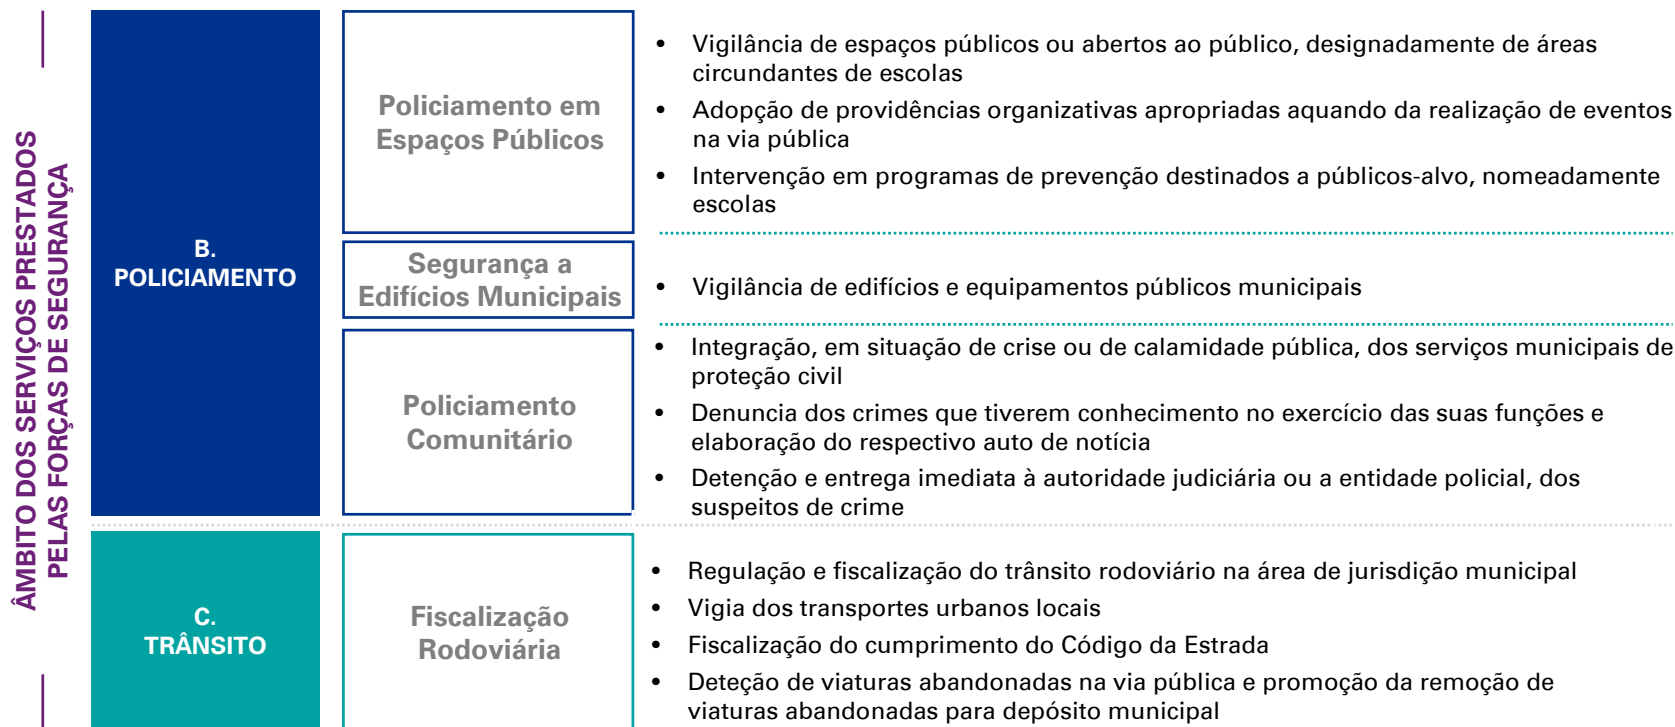 ÂMBITO DOS SERVIÇOS PRESTADOS
PELAS FORÇAS DE SEGURANÇA
B.
POLICIAMENTO
Policiamento em
Espaços Públicos
• Vigilância de espaços públicos ou abertos ao público, designadamente de áreas
circundantes de escolas
• Adopção de providências organizativas apropriadas aquando da realização de eventos
na via pública
• Intervenção em programas de prevenção destinados a públicos-alvo, nomeadamente
escolas
Segurança a
Edifícios Municipais
• Vigilância de edifícios e equipamentos públicos municipais
Policiamento
Comunitário
• Integração, em situação de crise ou de calamidade pública, dos serviços municipais de
proteção civil
• Denuncia dos crimes que tiverem conhecimento no exercício das suas funções e
elaboração do respectivo auto de notícia
• Detenção e entrega imediata à autoridade judiciária ou a entidade policial, dos
suspeitos de crime
C.
TRÂNSITO
Fiscalização
Rodoviária
• Regulação e fiscalização do trânsito rodoviário na área de jurisdição municipal
• Vigia dos transportes urbanos locais
• Fiscalização do cumprimento do Código da Estrada
• Deteção de viaturas abandonadas na via pública e promoção da remoção de
viaturas abandonadas para depósito municipal